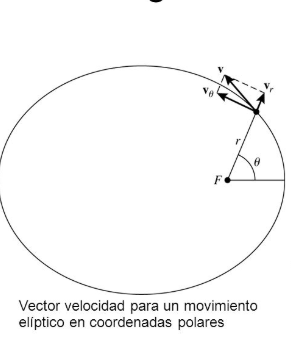 v
v_θ
v_r
r
θ
F
Vector velocidad para un movimiento
elíptico en coordenadas polares